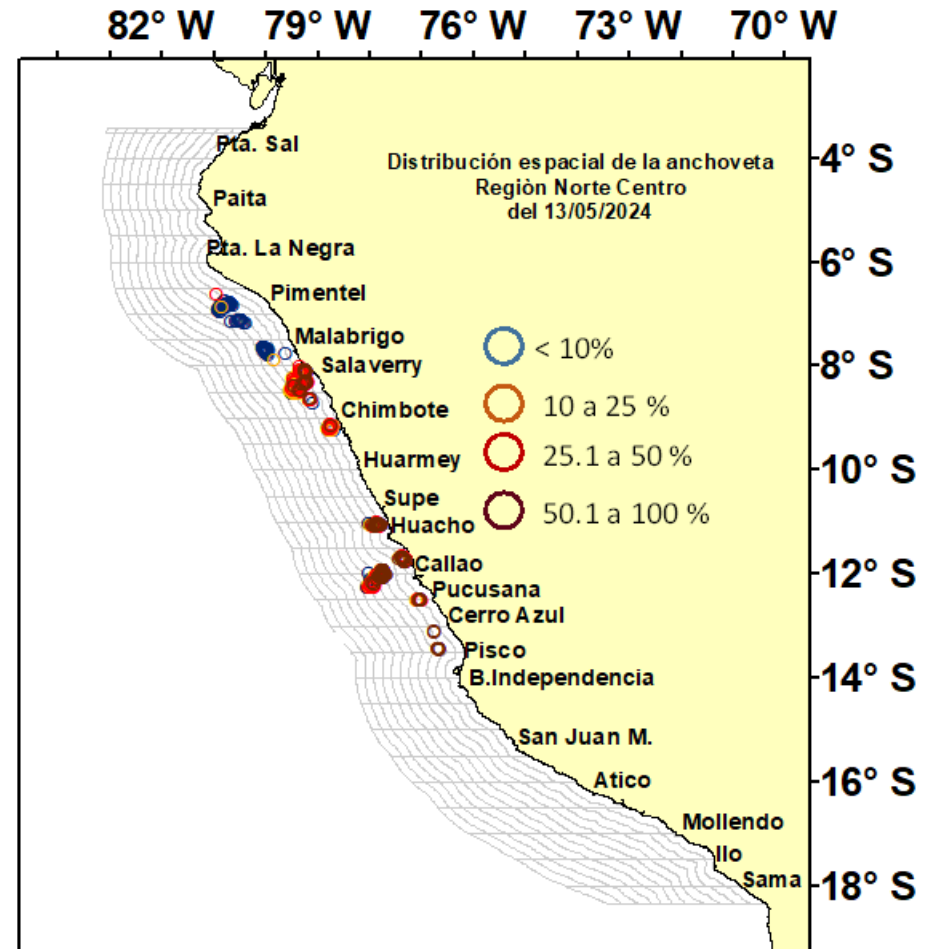 82° W 79° W 76° W 73° W 70° W
Pta. Sal
4° S
Distribución espacial de la anchoveta
Regiòn Norte Centro
del 13/05/2024
Paita
Pta. La Negra
6° S
Pimentel
Malabrigo
< 10%
Salaverry
8° S
Chimbote
10 a 25 %
Huarmey
25.1 a 50 %
10° S
Supe
50.1 a 100 %
Huacho
Callao
12° S
Pucusana
Cerro Azul
Pisco
B.Independencia
14° S
San Juan M.
Atico
16° S
Mollendo
Ilo
Sama
18° S